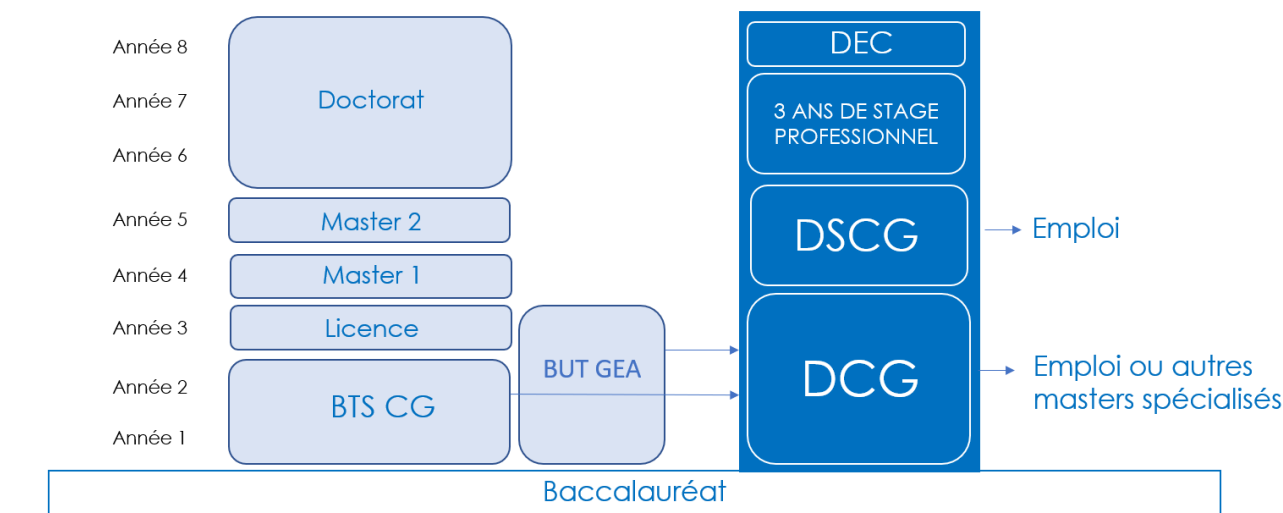 Année 8
Année 7
Année 6
Année 5
Année 4
Année 3
Année 2
Année 1
Doctorat
Master 2
Master 1
Licence
BTS CG
BUT GEA
DEC
3 ANS DE STAGE
PROFESSIONNEL
DSCG
DCG
Emploi
Emploi ou autres
masters spécialisés
Baccalauréat